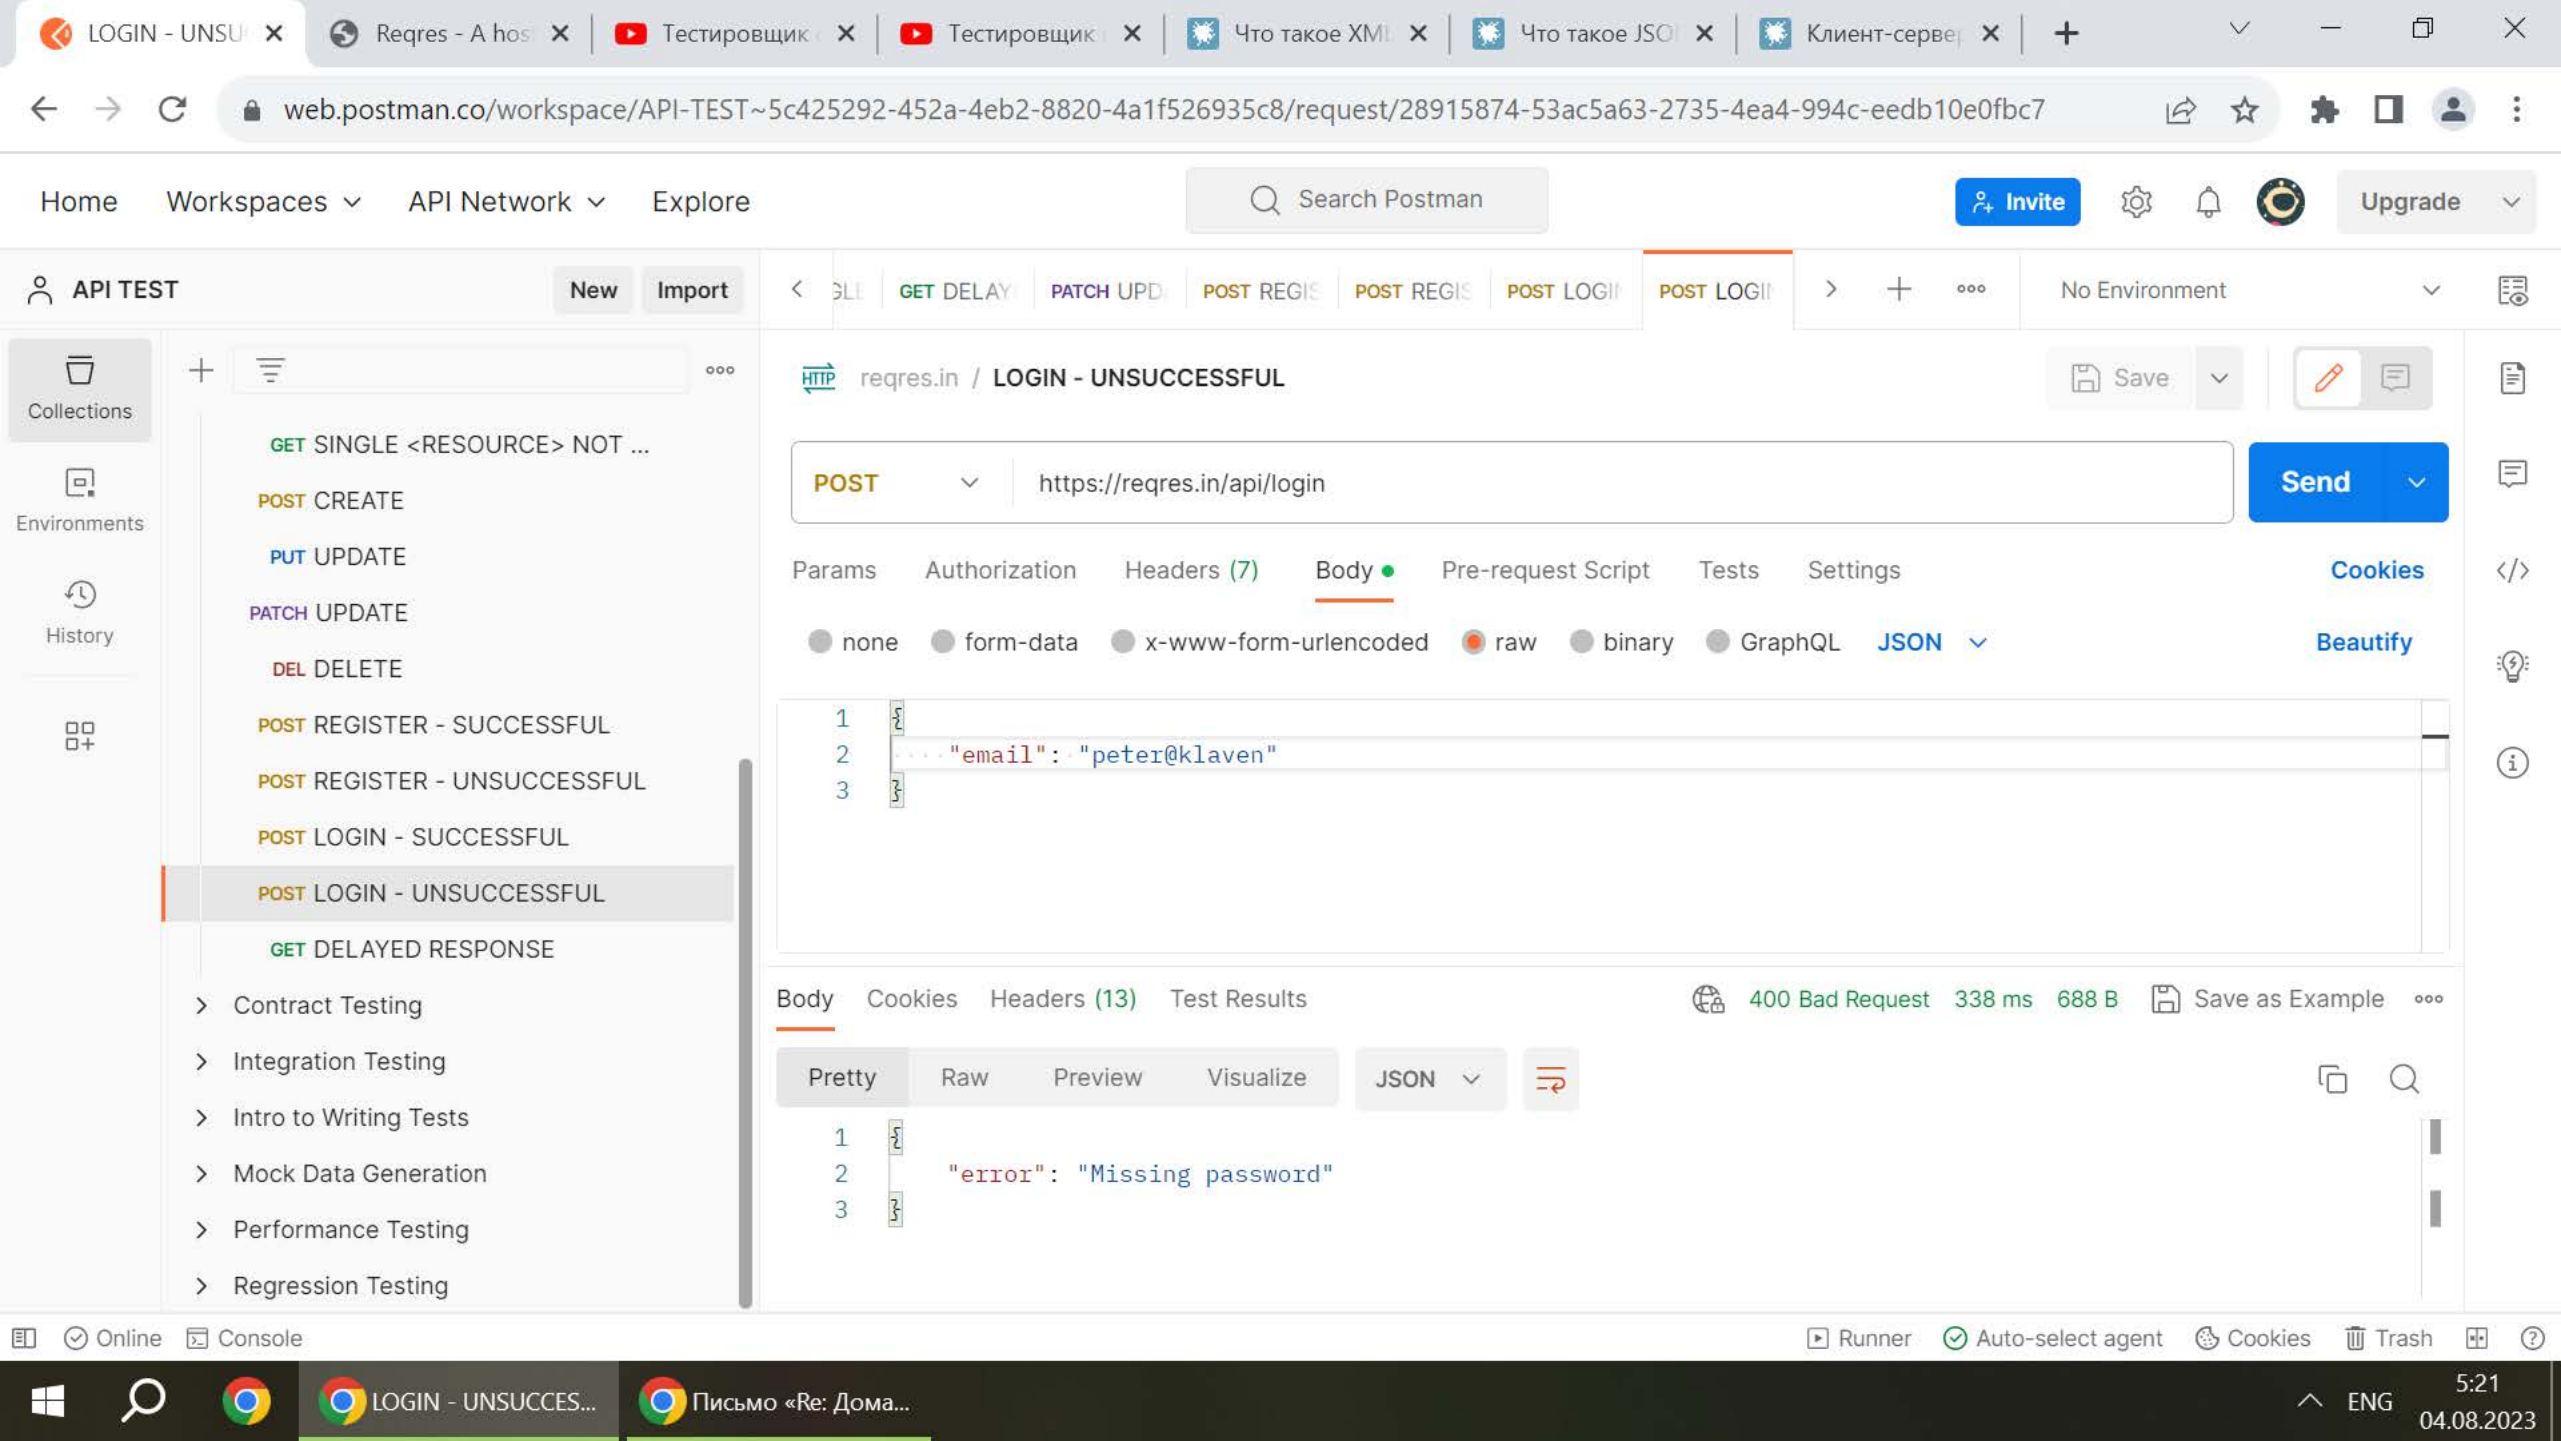 LOGIN - UNSU
Reqres - A hos
Тестировщик
Тестировщик
Что такое XML
Что такое JSO
Клиент-сервер
web.postman.co/workspace/API-TEST~5c425292-452a-4eb2-8820-4a1f526935c8/request/28915874-53ac5a63-2735-4ea4-994c-eedb10e0fbc7
Home Workspaces API Network Explore
Search Postman
Invite
Upgrade
API TEST
New Import
GET DELAY
PATCH UPD
POST REGIS
POST REGIS
POST LOGI
POST LOGI
No Environment
Collections
Environments
History
GET SINGLE <RESOURCE> NOT ...
POST CREATE
PUT UPDATE
PATCH UPDATE
DEL DELETE
POST REGISTER - SUCCESSFUL
POST REGISTER - UNSUCCESSFUL
POST LOGIN - SUCCESSFUL
POST LOGIN - UNSUCCESSFUL
GET DELAYED RESPONSE
Contract Testing
Integration Testing
Intro to Writing Tests
Mock Data Generation
Performance Testing
Regression Testing
HTTP reqres.in / LOGIN - UNSUCCESSFUL
Save
POST https://reqres.in/api/login
Send
Params Authorization Headers (7) Body Pre-request Script Tests Settings Cookies
none form-data x-www-form-urlencoded raw binary GraphQL JSON Beautify
1 {
2 "email": "peter@klaven"
3 }
Body Cookies Headers (13) Test Results
400 Bad Request 338 ms 688 B Save as Example
Pretty Raw Preview Visualize JSON
1 {
2 "error": "Missing password"
3 }
Online Console
Runner Auto-select agent Cookies Trash
LOGIN - UNSUCCES...
Письмо «Re: Дома...
ENG
5:21
04.08.2023